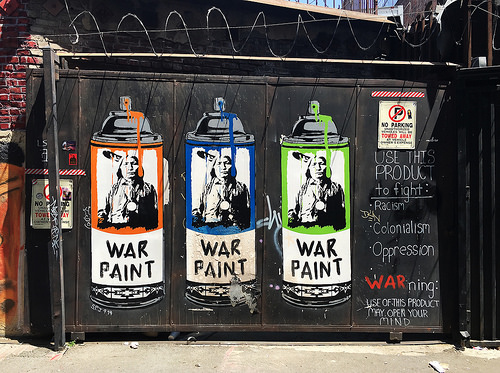 WAR
PAINT
WAR
PAINT
WAR
PAINT
NO PARKING
TOWED AWAY
USE THIS
PRODUCT
to fight:
Racism
Colonialism
Oppression
WARning:
USE OF THIS PRODUCT
MAY OPEN YOUR
MIND